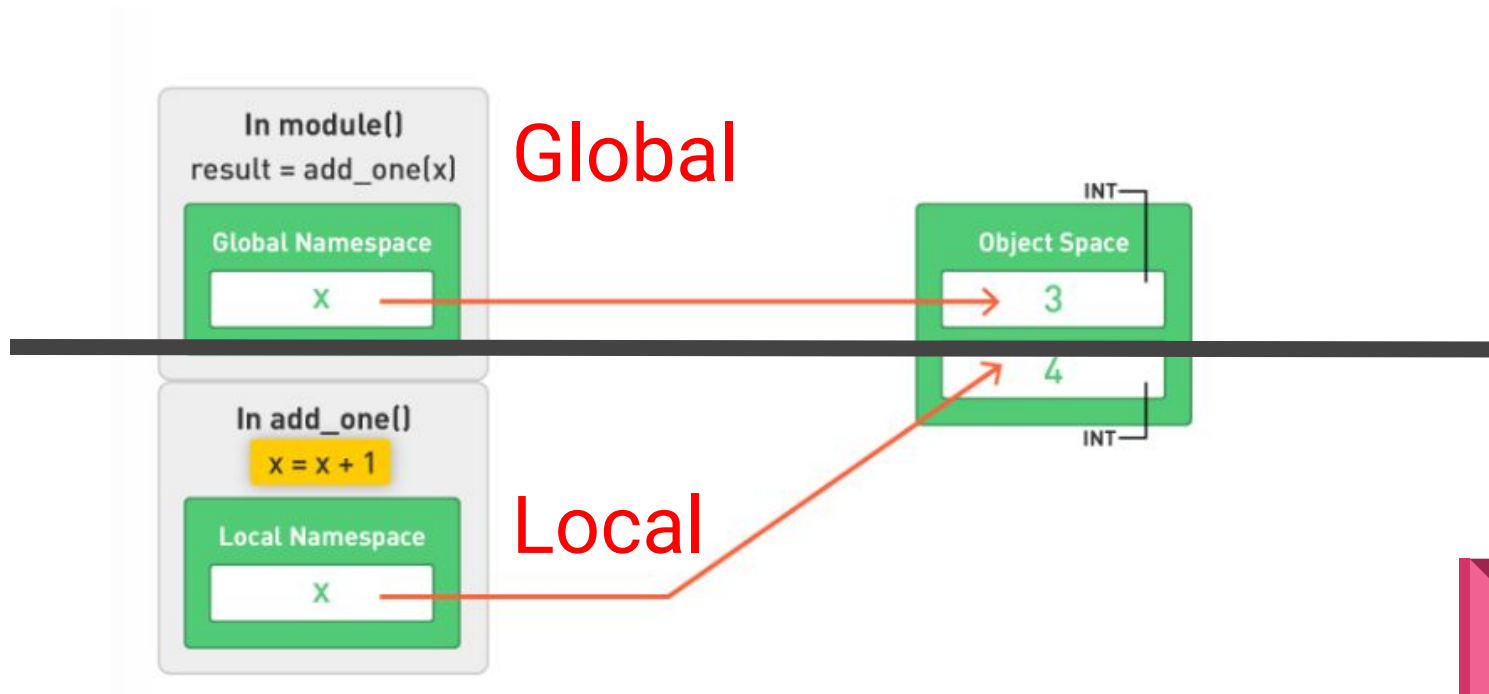 In module()
result = add_one(x)
Global
Global Namespace
x
INT
Object Space
3
4
INT
In add_one()
x = x + 1
Local
Local Namespace
x